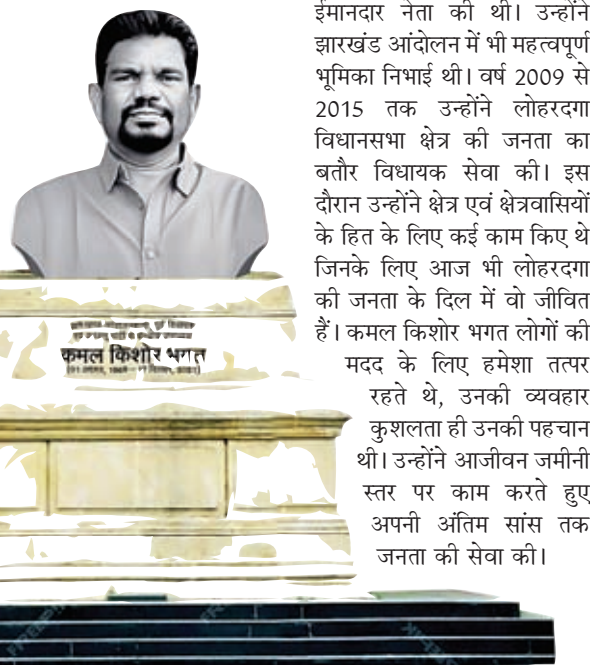 ईमानदार नेता की थी। उन्होंने
झारखंड आंदोलन में भी महत्वपूर्ण
भूमिका निभाई थी। वर्ष 2009 से
2015 तक उन्होंने लोहरदगा
विधानसभा क्षेत्र की जनता का
बतौर विधायक सेवा की। इस
दौरान उन्होंने क्षेत्र एवं क्षेत्रवासियों
के हित के लिए कई काम किए थे
जिनके लिए आज भी लोहरदगा
की जनता के दिल में वो जीवित
हैं। कमल किशोर भगत लोगों की
मदद के लिए हमेशा तत्पर
रहते थे, उनकी व्यवहार
कुशलता ही उनकी पहचान
थी। उन्होंने आजीवन जमीनी
स्तर पर काम करते हुए
अपनी अंतिम सांस तक
जनता की सेवा की।
कमल किशोर भगत